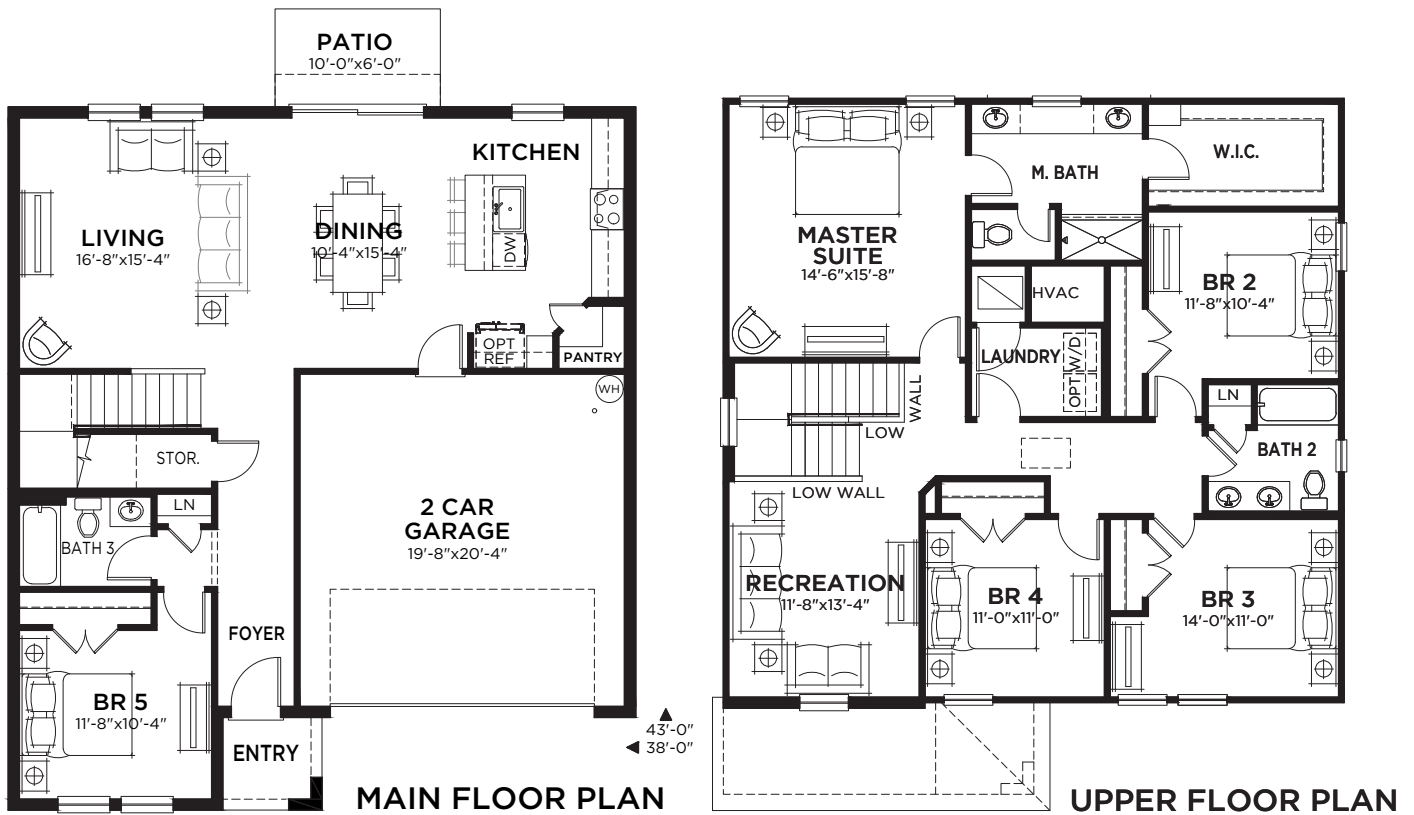 PATIO
10'-0"x6'-0"
KITCHEN
LIVING
16'-8"x15'-4"
DINING
10'-4"x15'-4"
DW
OPT
REF
PANTRY
WH
STOR.
LN
BATH 3
2 CAR
GARAGE
19'-8"x20'-4"
FOYER
BR 5
11'-8"x10'-4"
ENTRY
43'-0"
38'-0"
MAIN FLOOR PLAN
W.I.C.
M. BATH
MASTER
SUITE
14'-6"x15'-8"
BR 2
11'-8"x10'-4"
HVAC
LAUNDRY
OPT W/D
LOW
WALL
LN
BATH 2
LOW WALL
RECREATION
11'-8"x13'-4"
BR 4
11'-0"x11'-0"
BR 3
14'-0"x11'-0"
UPPER FLOOR PLAN